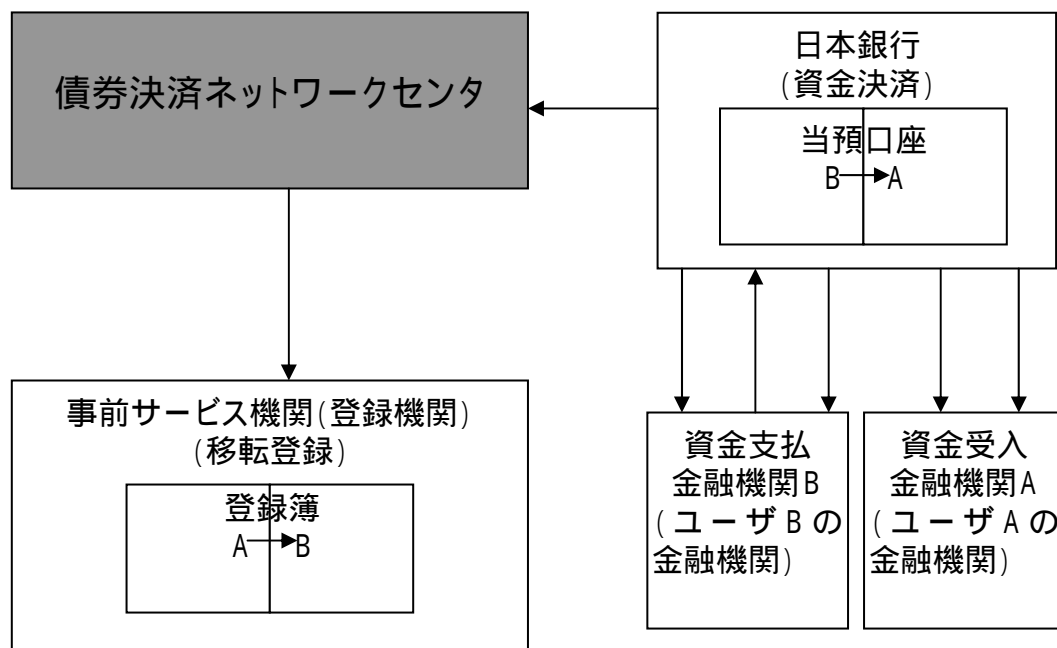 債券決済ネットワークセンタ
日本銀行
(資金決済)
当預口座
B→A
事前サービス機関(登録機関)
(移転登録)
登録簿
A→B
資金支払
金融機関B
(ユーザBの
金融機関)
資金受入
金融機関A
(ユーザAの
金融機関)